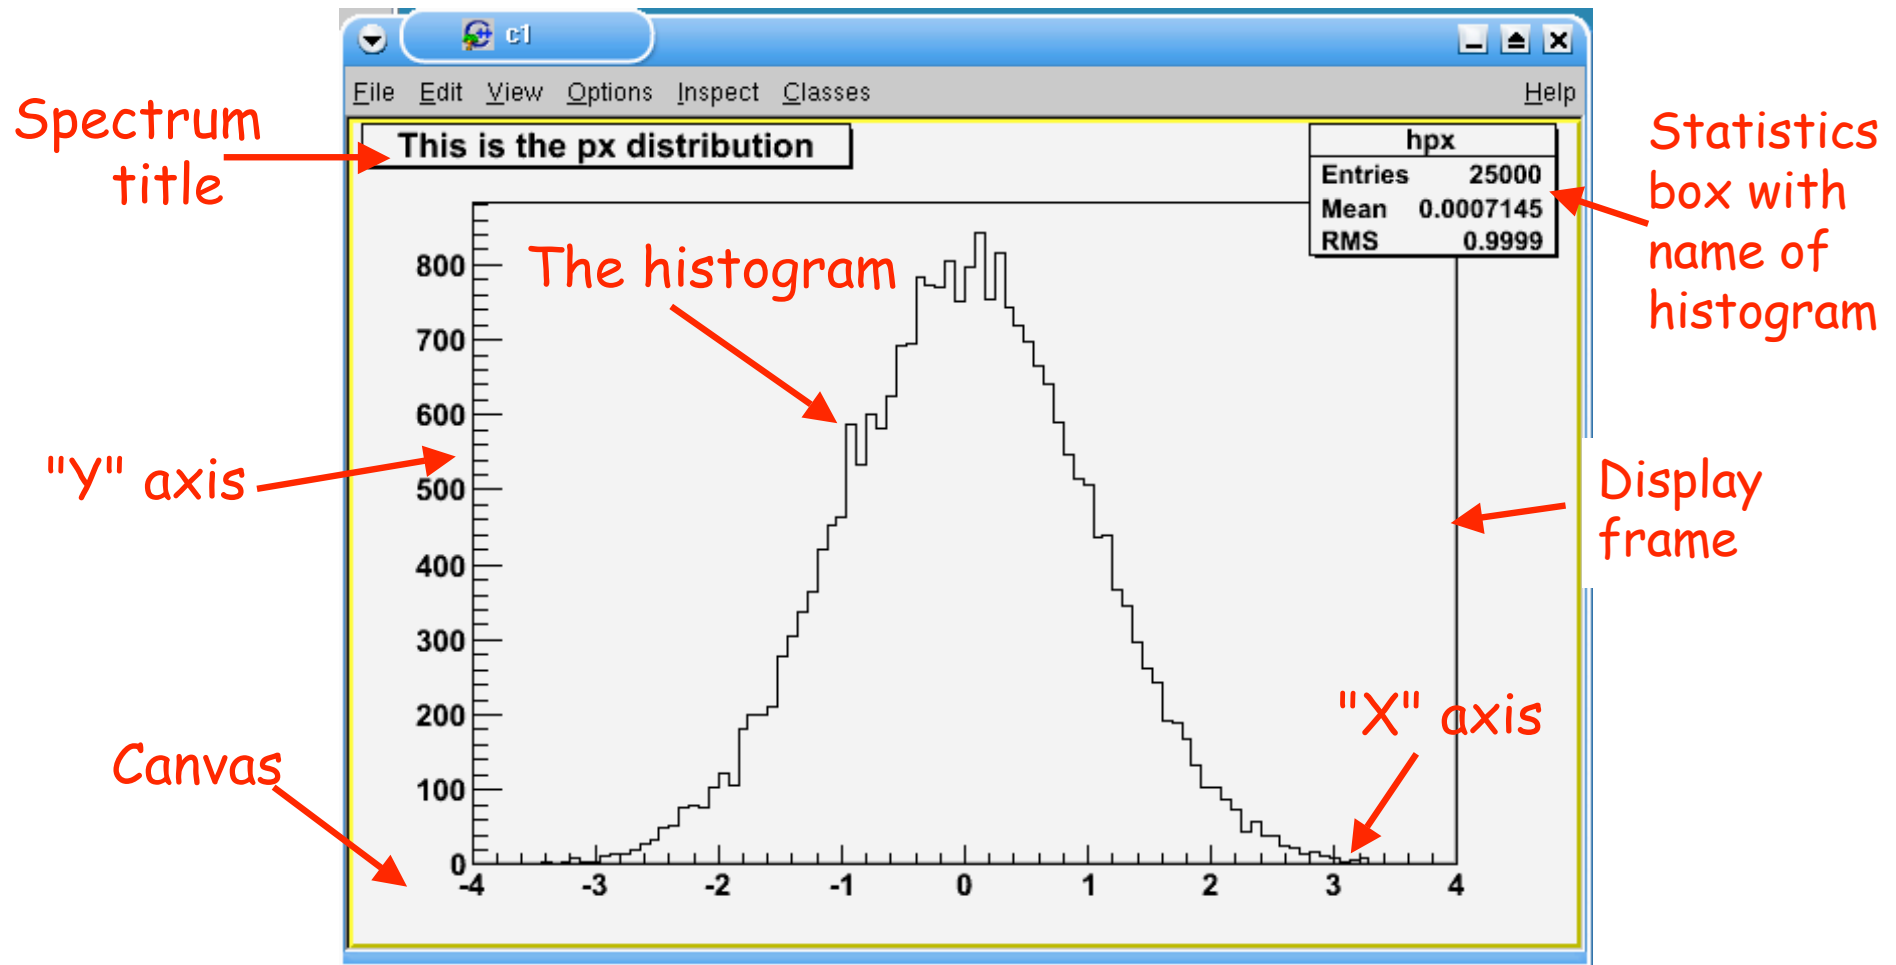 c1
File Edit View Options Inspect Classes Help
Spectrum
title
This is the px distribution
hpx
Entries 25000
Mean 0.0007145
RMS 0.9999
Statistics
box with
name of
histogram
The histogram
800
700
600
500
400
300
200
100
0
"Y" axis
Display
frame
"X" axis
Canvas
-4 -3 -2 -1 0 1 2 3 4